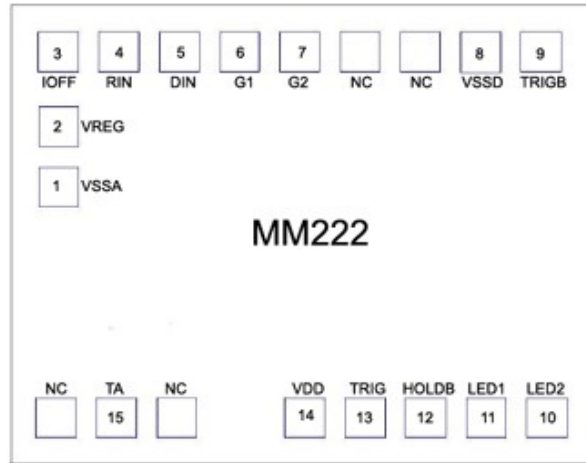 3 4 5 6 7 8 9
IOFF RIN DIN G1 G2 NC NC VSSD TRIGB
2 VREG
1 VSSA
MM222
NC TA NC VDD TRIG HOLDB LED1 LED2
15 14 13 12 11 10